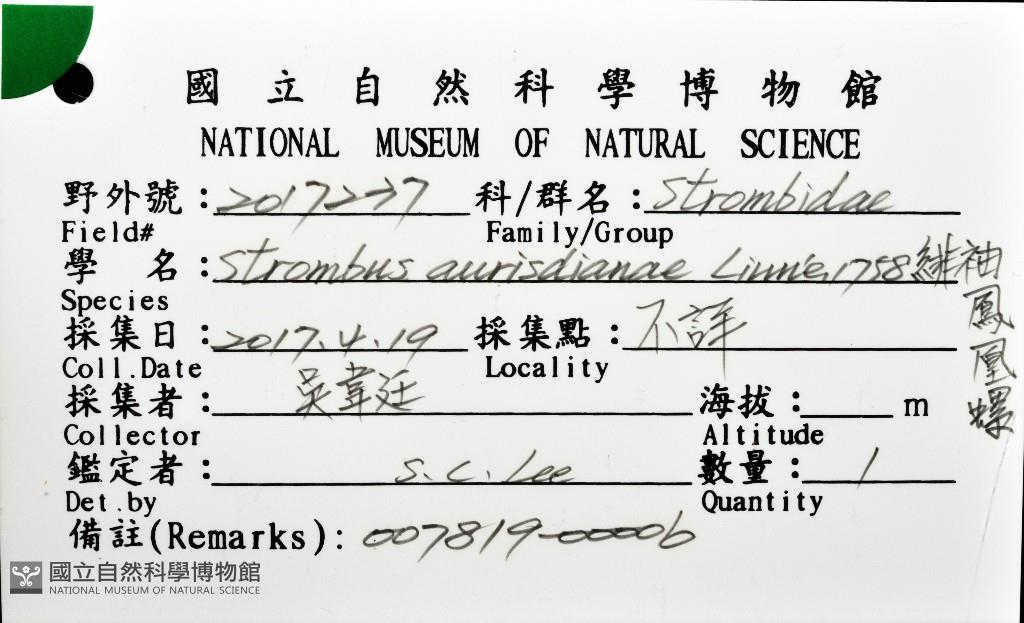 國立自然科學博物館
NATIONAL MUSEUM OF NATURAL SCIENCE
野外號：2017237 科/群名：Strombidae
Field# Family/Group
學 名：Strombus aurisdianae Linnie, 1758 緋袖鳳凰螺
Species
採集日：2017.4.19 採集點：不詳
Coll.Date Locality
採集者：吳韋廷 海拔：m
Collector Altitude
鑑定者：S.C. Lee 數量：1
Det.by Quantity
備註(Remarks): 007819-00006
國立自然科學博物館
NATIONAL MUSEUM OF NATURAL SCIENCE